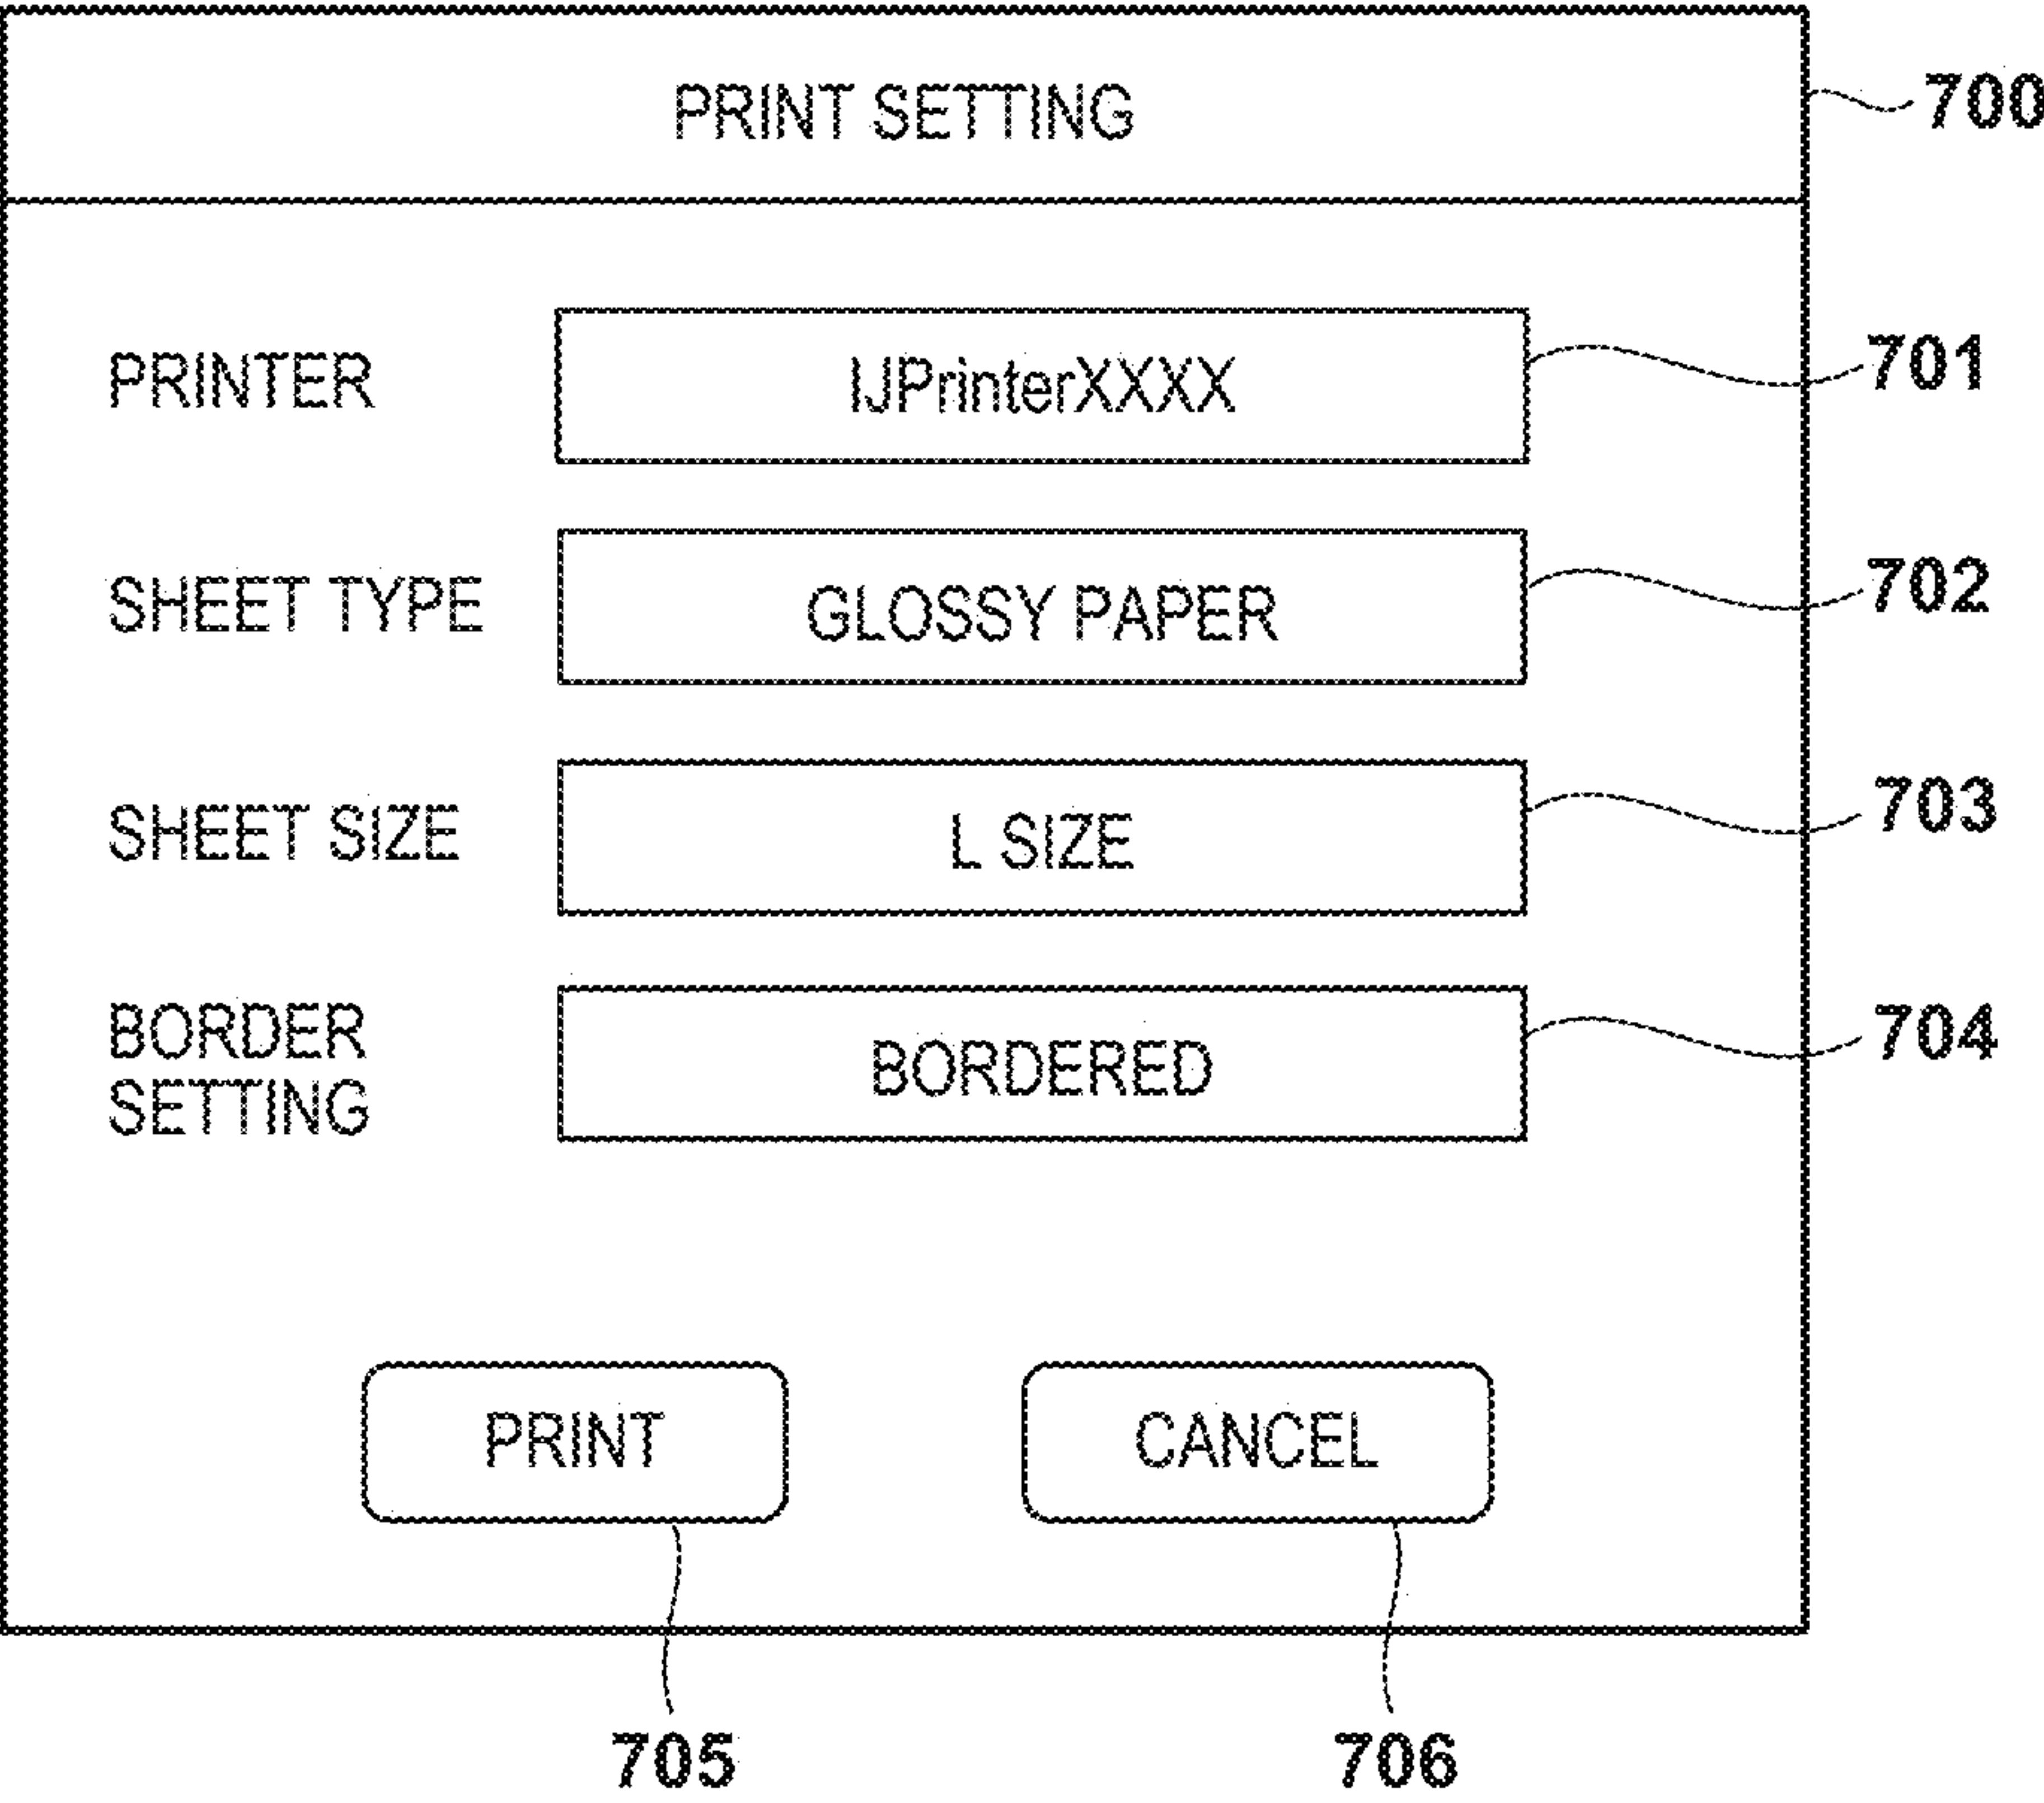 PRINT SETTING
700
PRINTER
IJPrinterXXXX
701
SHEET TYPE
GLOSSY PAPER
702
SHEET SIZE
L SIZE
703
BORDER
SETTING
BORDERED
704
PRINT
CANCEL
705
706